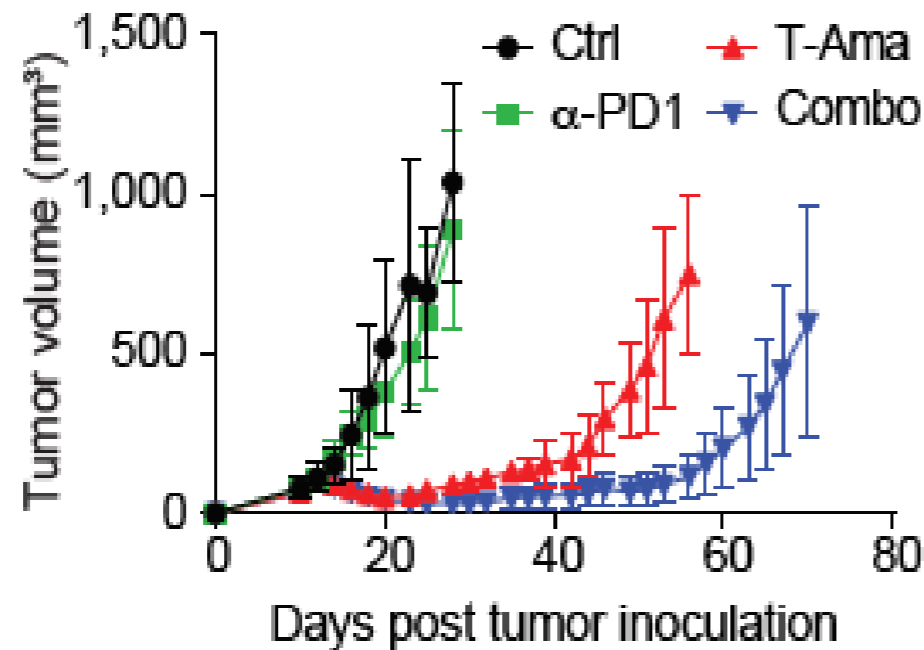 1,500
Ctrl
T-Ama
α-PD1
Combo
Tumor volume (mm³)
1,000
500
0
0 20 40 60 80
Days post tumor inoculation